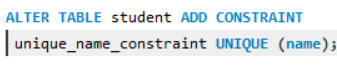 ALTER TABLE student ADD CONSTRAINT
unique_name_constraint UNIQUE (name);